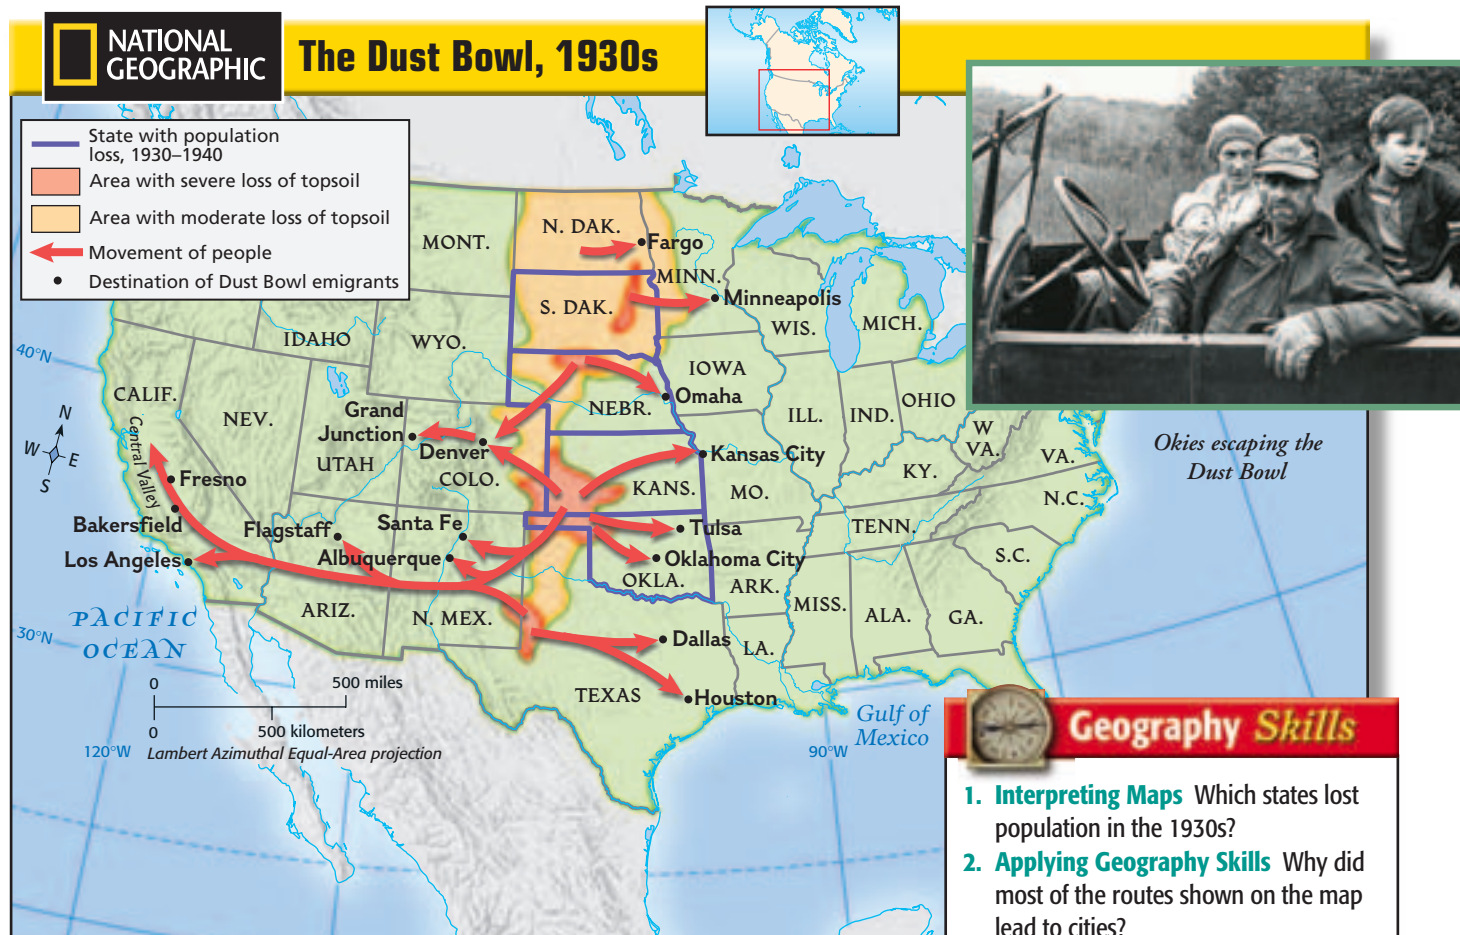 NATIONAL
GEOGRAPHIC
The Dust Bowl, 1930s
State with population
loss, 1930–1940
Area with severe loss of topsoil
Area with moderate loss of topsoil
Movement of people
Destination of Dust Bowl emigrants
MONT.
N. DAK.
Fargo
MINN.
S. DAK.
Minneapolis
WIS.
MICH.
IDAHO
WYO.
IOWA
40°N
CALIF.
NEV.
Grand
Junction
Denver
NEBR.
Omaha
ILL.
IND.
OHIO
W
VA.
VA.
N
W
E
S
Central Valley
Fresno
UTAH
COLO.
Kansas City
KANS.
MO.
KY.
N.C.
Bakersfield
Flagstaff
Santa Fe
Tulsa
TENN.
Los Angeles
Albuquerque
Oklahoma City
OKLA.
ARK.
S.C.
ARIZ.
N. MEX.
MISS.
ALA.
GA.
PACIFIC
OCEAN
30°N
Dallas
LA.
TEXAS
Houston
Gulf of
Mexico
0
500 miles
0
500 kilometers
Lambert Azimuthal Equal-Area projection
120°W
90°W
Okies escaping the
Dust Bowl
Geography Skills
1. Interpreting Maps Which states lost
population in the 1930s?
2. Applying Geography Skills Why did
most of the routes shown on the map
lead to cities?